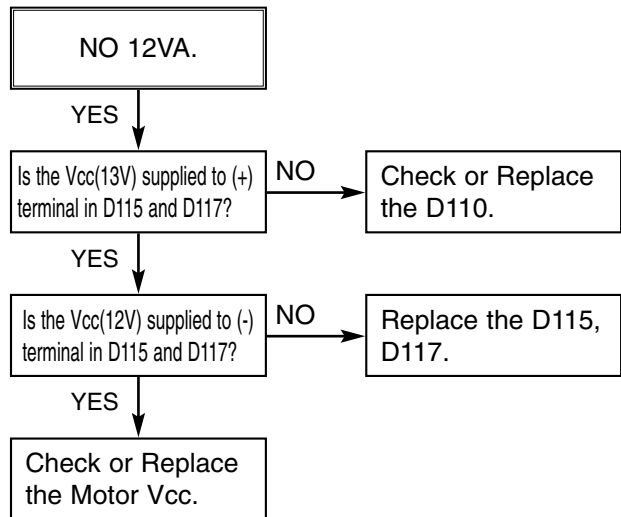 NO 12VA.
YES
Is the Vcc(13V) supplied to (+)
terminal in D115 and D117?
NO
Check or Replace
the D110.
YES
Is the Vcc(12V) supplied to (-)
terminal in D115 and D117?
NO
Replace the D115,
D117.
YES
Check or Replace
the Motor Vcc.